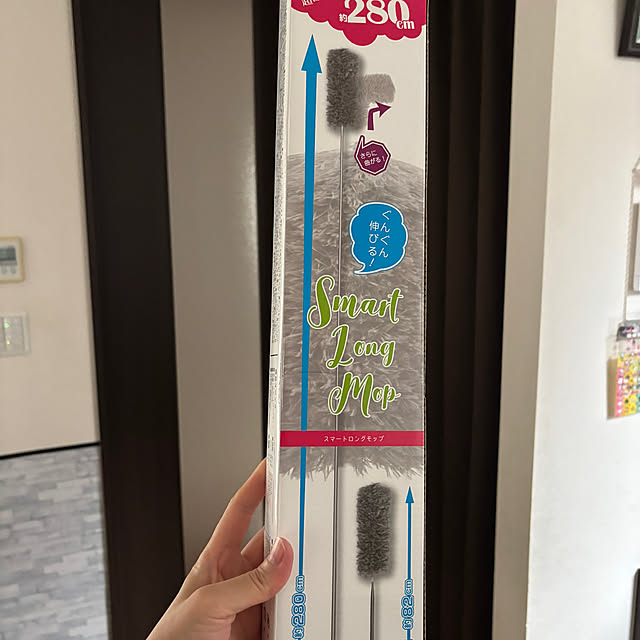 約280cm
さらに
曲がる!
ぐんぐん
伸びる!
Smart
Long
Mop
スマートロングモップ
約280cm
約82cm